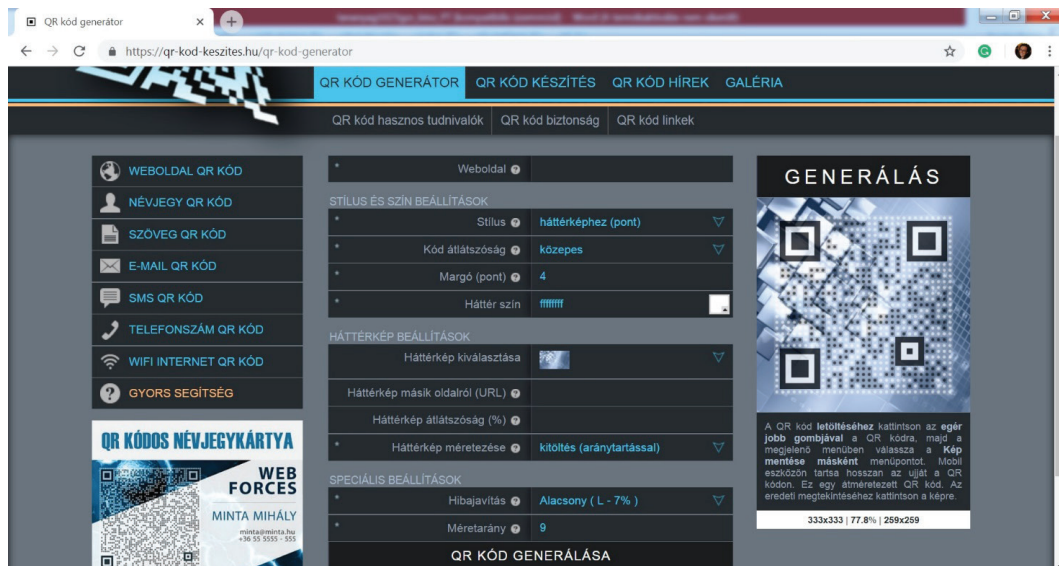 QR kód generátor
https://qr-kod-keszites.hu/qr-kod-generator
QR KÓD GENERÁTOR QR KÓD KÉSZÍTÉS QR KÓD HÍREK GALÉRIA
QR kód hasznos tudnivalók QR kód biztonság QR kód linkek
WEBOLDAL QR KÓD
NÉVJEGY QR KÓD
SZÖVEG QR KÓD
E-MAIL QR KÓD
SMS QR KÓD
TELEFONSZÁM QR KÓD
WIFI INTERNET QR KÓD
GYORS SEGÍTSÉG
QR KÓDOS NÉVJEGYKÁRTYA
WEB
FORCES
MINTA MIHÁLY
minta@minta.hu
+36 55 5555 - 555
* Weboldal
STÍLUS ÉS SZÍN BEÁLLÍTÁSOK
* Stílus háttérképhez (pont)
* Kód átlátszóság közepes
* Margó (pont) 4
* Háttér szín ffffffff
HÁTTÉRKÉP BEÁLLÍTÁSOK
Háttérkép kiválasztása
Háttérkép másik oldalról (URL)
Háttérkép átlátszóság (%)
* Háttérkép méretezése kitöltés (aránytartással)
SPECIÁLIS BEÁLLÍTÁSOK
* Hibajavítás Alacsony ( L - 7% )
* Méretarány 9
QR KÓD GENERÁLÁSA
GENERÁLÁS
A QR kód letöltéséhez kattintson az egér
jobb gombjával a QR kódra, majd a
megjelenő menüben válassza a Kép
mentése másként menüpontot. Mobil
eszközön tartsa hosszan az ujját a QR
kódon. Ez egy átméretezett QR kód. Az
eredeti megtekintéséhez kattintson a képre.
333x333 | 77.8% | 259x259